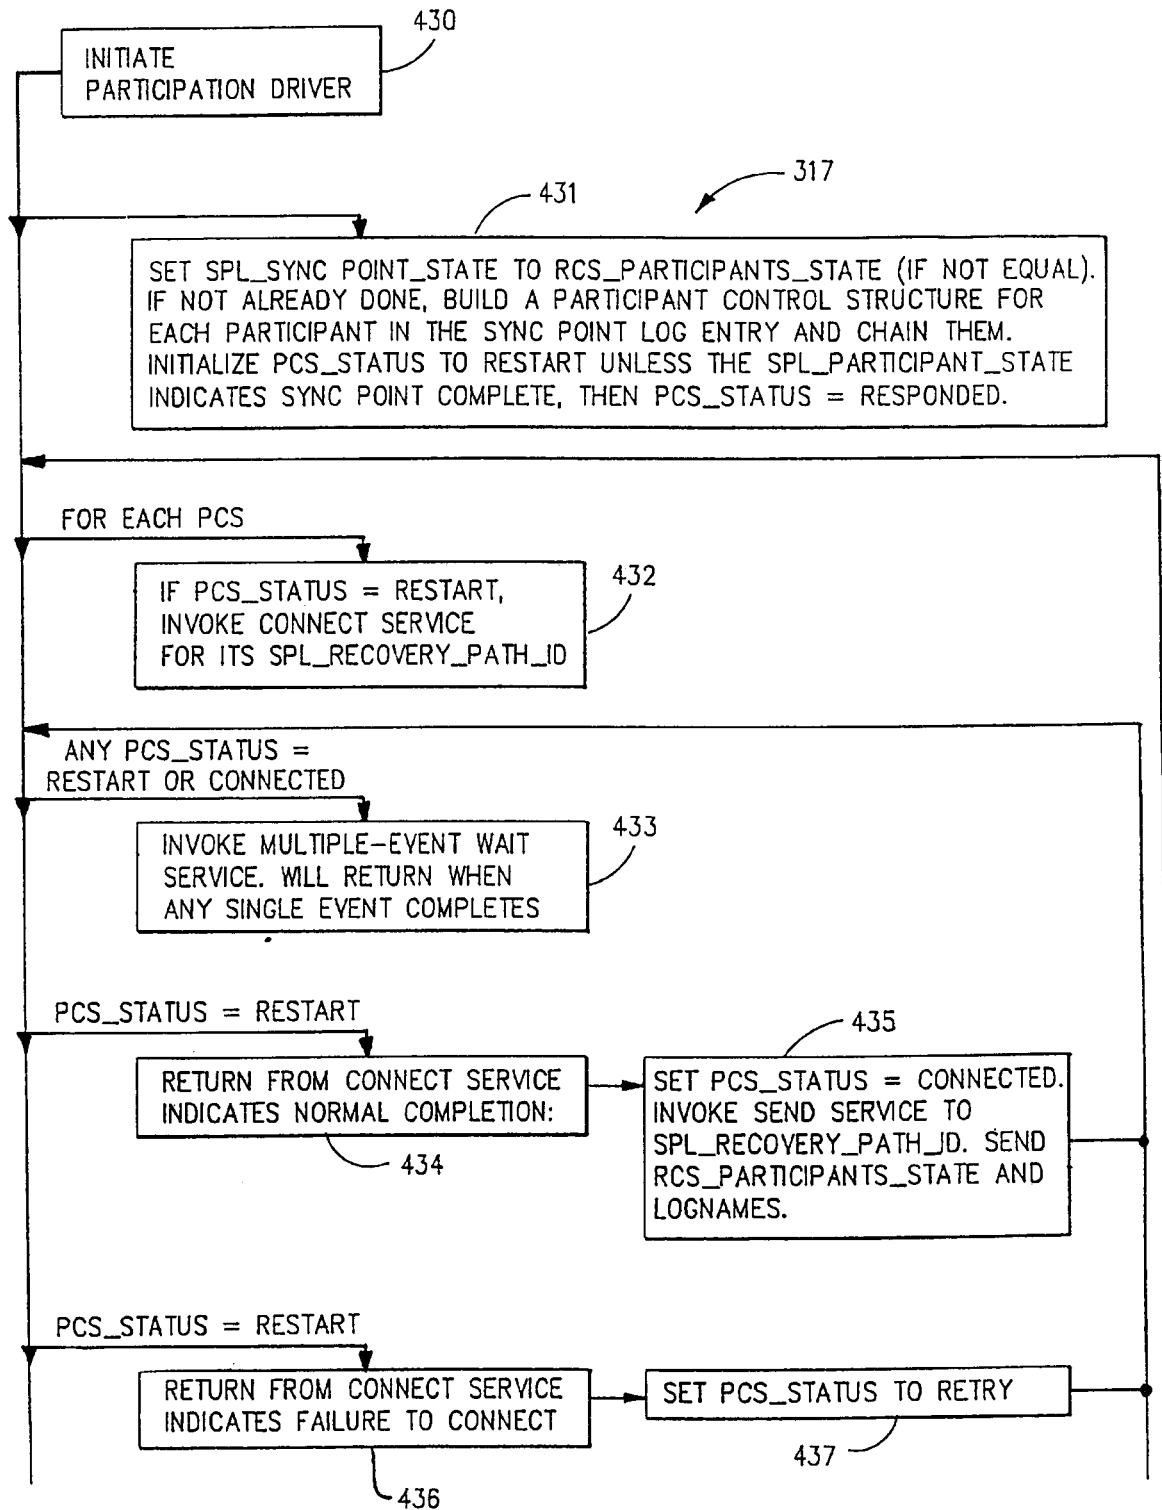 430
INITIATE
PARTICIPATION DRIVER
317
431
SET SPL_SYNC POINT_STATE TO RCS_PARTICIPANTS_STATE (IF NOT EQUAL).
IF NOT ALREADY DONE, BUILD A PARTICIPANT CONTROL STRUCTURE FOR
EACH PARTICIPANT IN THE SYNC POINT LOG ENTRY AND CHAIN THEM.
INITIALIZE PCS_STATUS TO RESTART UNLESS THE SPL_PARTICIPANT_STATE
INDICATES SYNC POINT COMPLETE, THEN PCS_STATUS = RESPONDED.
FOR EACH PCS
432
IF PCS_STATUS = RESTART,
INVOKE CONNECT SERVICE
FOR ITS SPL_RECOVERY_PATH_ID
ANY PCS_STATUS =
RESTART OR CONNECTED
433
INVOKE MULTIPLE-EVENT WAIT
SERVICE. WILL RETURN WHEN
ANY SINGLE EVENT COMPLETES
PCS_STATUS = RESTART
RETURN FROM CONNECT SERVICE
INDICATES NORMAL COMPLETION:
434
435
SET PCS_STATUS = CONNECTED.
INVOKE SEND SERVICE TO
SPL_RECOVERY_PATH_ID. SEND
RCS_PARTICIPANTS_STATE AND
LOGNAMES.
PCS_STATUS = RESTART
RETURN FROM CONNECT SERVICE
INDICATES FAILURE TO CONNECT
436
SET PCS_STATUS TO RETRY
437